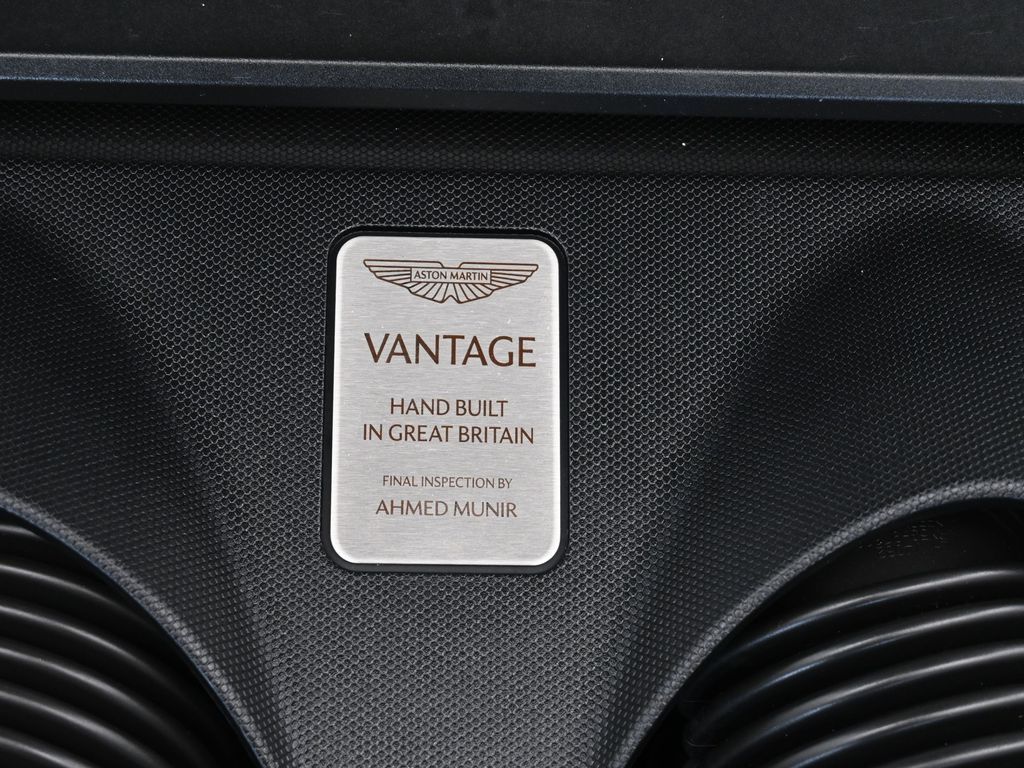 ASTON MARTIN
VANTAGE
HAND BUILT
IN GREAT BRITAIN
FINAL INSPECTION BY
AHMED MUNIR